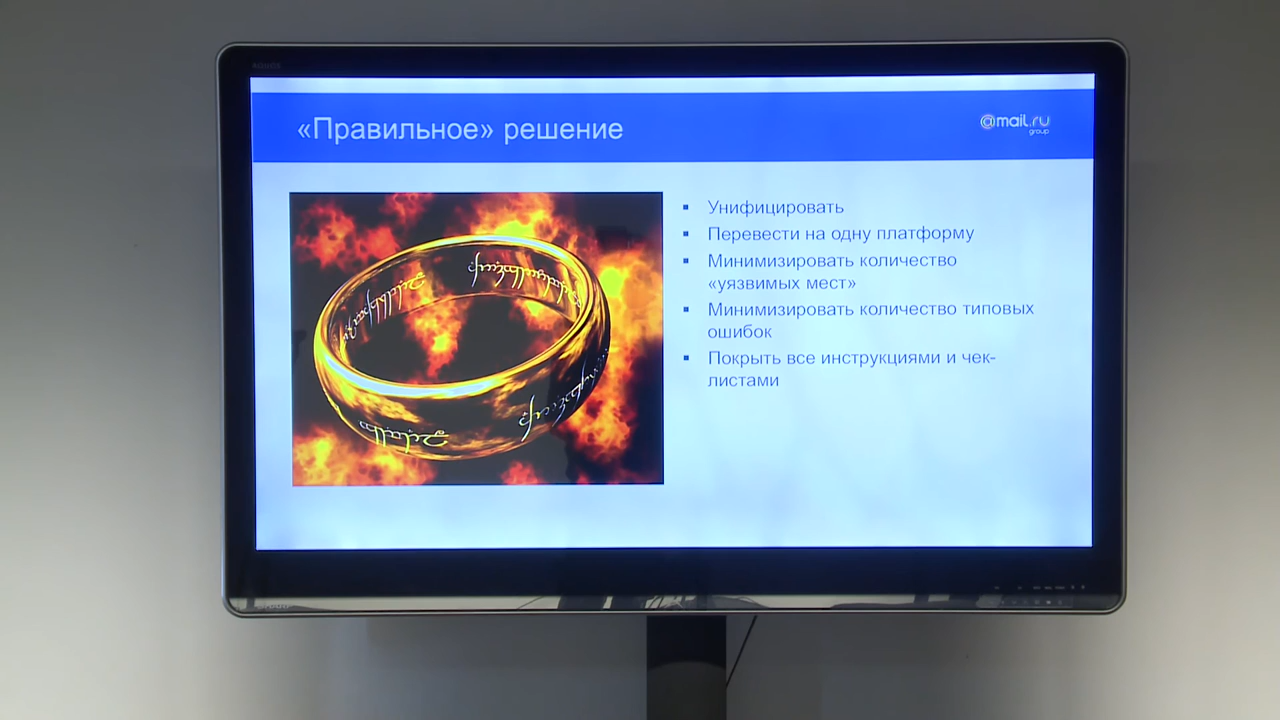 «Правильное» решение
@mail.ru
group
▪ Унифицировать
▪ Перевести на одну платформу
▪ Минимизировать количество
«уязвимых мест»
▪ Минимизировать количество типовых
ошибок
▪ Покрыть все инструкциями и чек-
листами